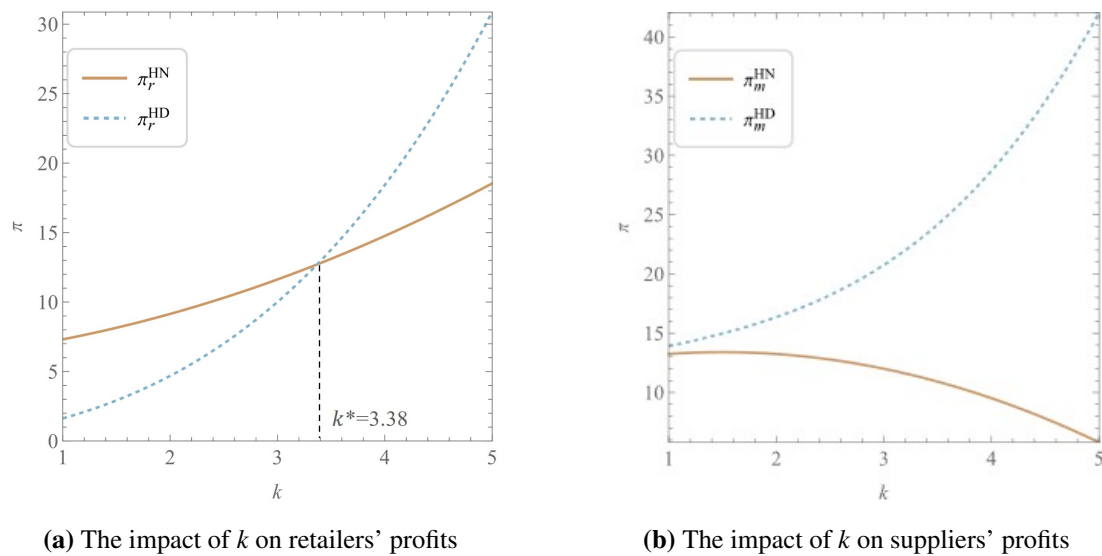 30
25
20
15
10
5
0
π
π_r^HN
π_r^HD
k*=3.38
1 2 3 4 5
k
(a) The impact of k on retailers' profits
40
35
30
25
20
15
10
π
π_m^HN
π_m^HD
1 2 3 4 5
k
(b) The impact of k on suppliers' profits